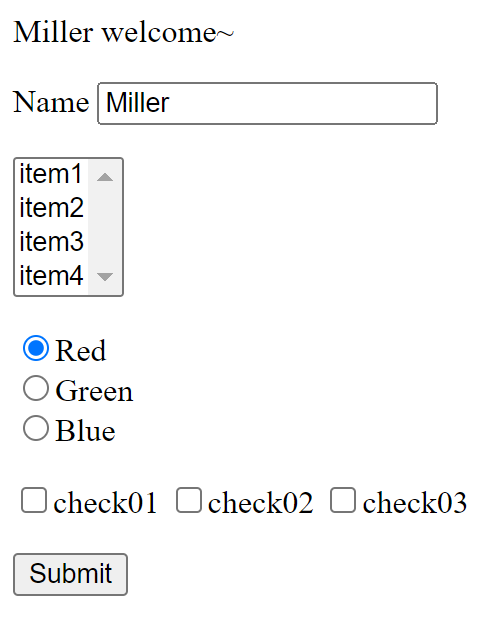 Miller welcome~
Name Miller
item1
item2
item3
item4
Red
Green
Blue
check01 check02 check03
Submit